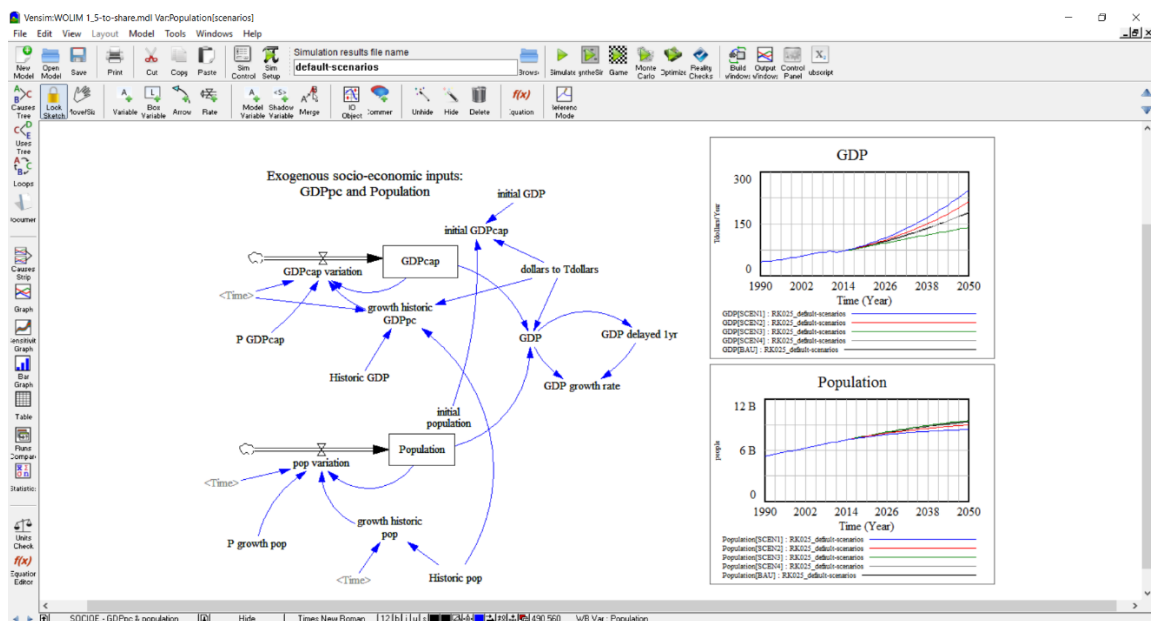 Vensim:WOLIM 1_5-to-share.mdl Var:Population[scenarios]
File Edit View Layout Model Tools Windows Help
New Model
Open Model
Save
Print
Cut
Copy
Paste
Sim Control
Sim Setup
Simulation results file name
default-sccenarios
Browse
Simulate
Game
Monte Carlo
Optimize
Reality Checks
Build windows
Output Windows
Control Panel
ubscript
Causes Tree
Lock Sketch
Variable
Box Variable
Arrow
Rate
Model Variable
Shadow Variable
Merge
IO Object
Unhide
Hide
Delete
f(x)
Mode
Uses Tree
Loops
Causes Strip
Graph
Graph
Bar Graph
Table
Runs
Units Check
f(x)
Editor
Exogenous socio-economic inputs:
GDPpc and Population
initial GDP
initial GDPcap
GDPcap
GDPcap variation
dollars to Tdollars
<Time>
growth historic
GDPpc
P GDPcap
GDP
GDP delayed 1yr
Historic GDP
GDP growth rate
initial
population
Population
pop variation
<Time>
growth historic
pop
P growth pop
<Time>
Historic pop
GDP
300
150
0
Tdollars/Year
1990 2002 2014 2026 2038 2050
Time (Year)
GDP[SCEN1] : RK025_default-scenarios
GDP[SCEN2] : RK025_default-scenarios
GDP[SCEN3] : RK025_default-scenarios
GDP[SCEN4] : RK025_default-scenarios
GDP[BAU] : RK025_default-scenarios
Population
12 B
6 B
0
people
1990 2002 2014 2026 2038 2050
Time (Year)
Population[SCEN1] : RK025_default-scenarios
Population[SCEN2] : RK025_default-scenarios
Population[SCEN3] : RK025_default-scenarios
Population[SCEN4] : RK025_default-scenarios
Population[BAU] : RK025_default-scenarios
SOCIOE - GDPpc & population Hide Times New Roman 12 b i u s 490,560 WB Var : Population